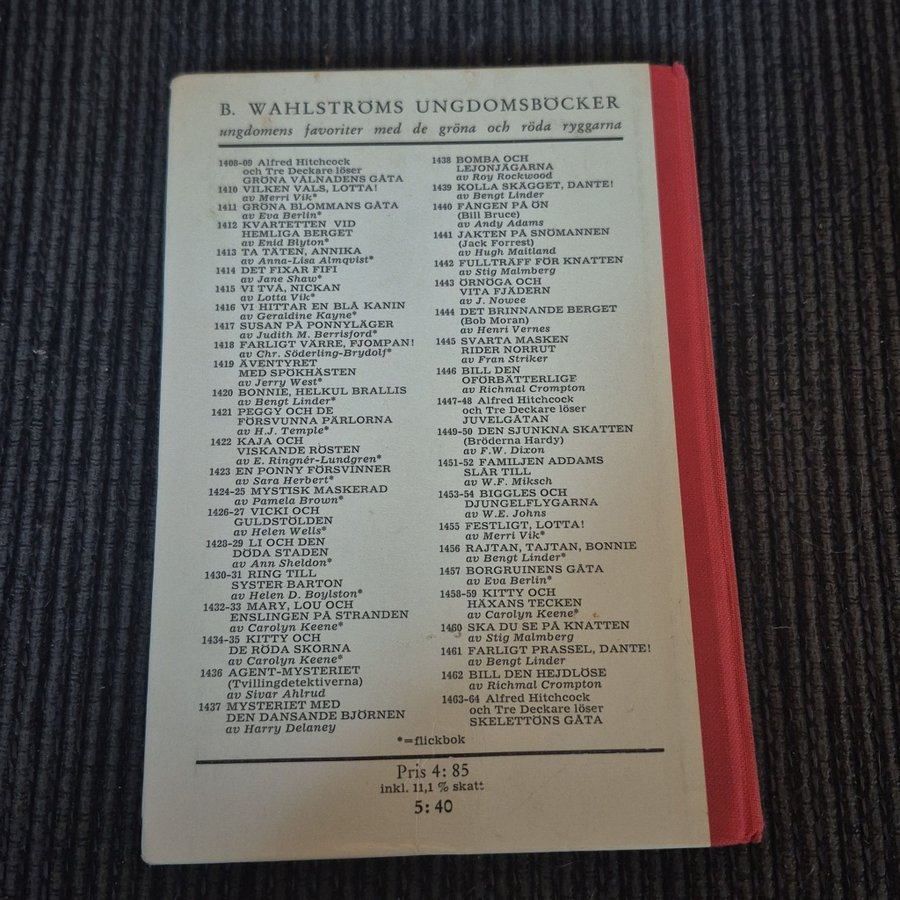 B. WAHLSTRÖMS UNGDOMSBÖCKER
ungdomens favoriter med de gröna och röda ryggarna
1408-09 Alfred Hitchcock
och Tre Deckare löser
GRÖNA VÅLNADENS GÅTA
1410 VILKEN VALS, LOTTA!
av Merri Vik*
1411 GRÖNA BLOMMANS GÅTA
av Eva Berlin*
1412 KVARTETTEN VID
HEMLIGA BERGET
av Enid Blyton*
1413 TA TÄTEN, ANNIKA
av Anna-Lisa Almqvist*
1414 DET FIXAR FIFI
av Jane Shaw*
1415 VI TVÅ, NICKAN
av Lotta Vik*
1416 VI HITTAR EN BLÅ KANIN
av Geraldine Kayne*
1417 SUSAN PÅ PONNYLÄGER
av Judith M. Berrisford*
1418 FARLIGT VÄRRE, FJOMPAN!
av Chr. Söderling-Brydolf*
1419 ÄVENTYRET
MED SPÖKHÄSTEN
av Jerry West*
1420 BONNIE, HELKUL BRALLIS
av Bengt Linder*
1421 PEGGY OCH DE
FÖRSVUNNA PÄRLORNA
av H.J. Temple*
1422 KAJA OCH
VISKANDE RÖSTEN
av E. Ringnér-Lundgren*
1423 EN PONNY FÖRSVINNER
av Sara Herbert*
1424-25 MYSTISK MASKERAD
av Pamela Brown*
1426-27 VICKI OCH
GULDSTÖLDEN
av Helen Wells*
1428-29 LI OCH DEN
DÖDA STADEN
av Ann Sheldon*
1430-31 RING TILL
SYSTER BARTON
av Helen D. Boylston*
1432-33 MARY, LOU OCH
ENSLINGEN PÅ STRANDEN
av Carolyn Keene*
1434-35 KITTY OCH
DE RÖDA SKORNA
av Carolyn Keene*
1436 AGENT-MYSTERIET
(Tvillingdetektiverna)
av Sivar Ahlrud
1437 MYSTERIET MED
DEN DANSANDE BJÖRNEN
av Harry Delaney
1438 BOMBA OCH
LEJONJÄGARNA
av Roy Rockwood
1439 KOLLA SKÄGGET, DANTE!
av Bengt Linder
1440 FÅNGEN PÅ ÖN
(Bill Bruce)
av Andy Adams
1441 JAKTEN PÅ SNÖMANNEN
(Jack Forrest)
av Hugh Maitland
1442 FULLTRÄFF FÖR KNATTEN
av Stig Malmberg
1443 ÖRNÖGA OCH
VITA FJÄDERN
av J. Nowee
1444 DET BRINNANDE BERGET
(Bob Moran)
av Henri Vernes
1445 SVARTA MASKEN
RIDER NORRUT
av Fran Striker
1446 BILL DEN
OFÖRBÄTTERLIGE
av Richmal Crompton
1447-48 Alfred Hitchcock
och Tre Deckare löser
JUVELGÅTAN
1449-50 DEN SJUNKNA SKATTEN
(Bröderna Hardy)
av F.W. Dixon
1451-52 FAMILJEN ADDAMS
SLÅR TILL
av W.F. Miksch
1453-54 BIGGLES OCH
DJUNGELFLYGARNA
av W.E. Johns
1455 FESTLIGT, LOTTA!
av Merri Vik*
1456 RAJTAN, TAJTAN, BONNIE
av Bengt Linder*
1457 BORGRUINENS GÅTA
av Eva Berlin*
1458-59 KITTY OCH
HÄXANS TECKEN
av Carolyn Keene*
1460 SKA DU SE PÅ KNATTEN
av Stig Malmberg
1461 FARLIGT PRASSEL, DANTE!
av Bengt Linder
1462 BILL DEN HEJDLÖSE
av Richmal Crompton
1463-64 Alfred Hitchcock
och Tre Deckare löser
SKELETTÖNS GÅTA
*=flickbok
Pris 4: 85
inkl. 11,1 % skatt
5: 40